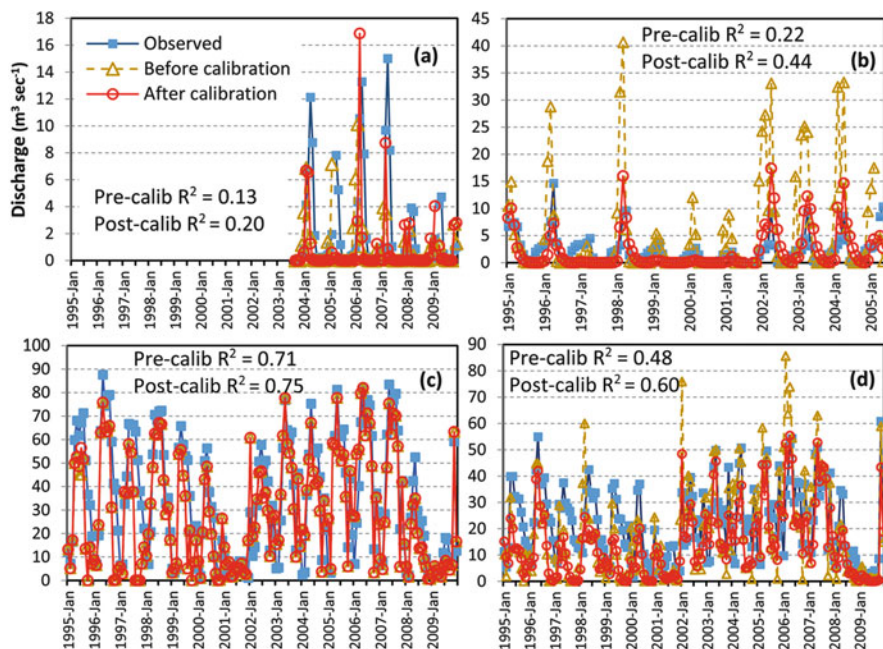 18
16
14
12
10
8
6
4
2
0
Discharge (m³ sec⁻¹)
Observed
Before calibration
After calibration
(a)
Pre-calib R² = 0.13
Post-calib R² = 0.20
1995-Jan
1996-Jan
1997-Jan
1998-Jan
1999-Jan
2000-Jan
2001-Jan
2002-Jan
2003-Jan
2004-Jan
2005-Jan
2006-Jan
2007-Jan
2008-Jan
2009-Jan
45
40
35
30
25
20
15
10
5
0
Pre-calib R² = 0.22
Post-calib R² = 0.44
(b)
1995-Jan
1996-Jan
1997-Jan
1998-Jan
1999-Jan
2000-Jan
2001-Jan
2002-Jan
2003-Jan
2004-Jan
2005-Jan
100
90
80
70
60
50
40
30
20
10
0
Pre-calib R² = 0.71
Post-calib R² = 0.75
(c)
1995-Jan
1996-Jan
1997-Jan
1998-Jan
1999-Jan
2000-Jan
2001-Jan
2002-Jan
2003-Jan
2004-Jan
2005-Jan
2006-Jan
2007-Jan
2008-Jan
2009-Jan
90
80
70
60
50
40
30
20
10
0
Pre-calib R² = 0.48
Post-calib R² = 0.60
(d)
1995-Jan
1996-Jan
1997-Jan
1998-Jan
1999-Jan
2000-Jan
2001-Jan
2002-Jan
2003-Jan
2004-Jan
2005-Jan
2006-Jan
2007-Jan
2008-Jan
2009-Jan